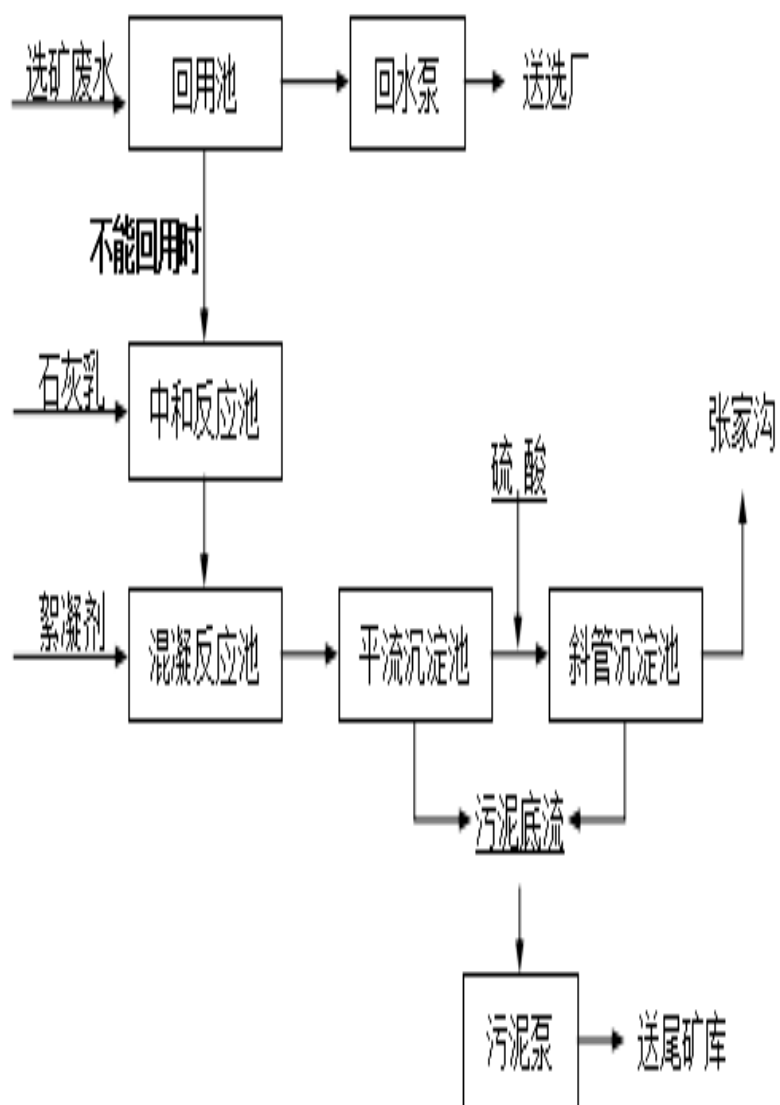 选矿废水
回用池
回水泵
送选厂
不能回用时
石灰乳
中和反应池
硫 酸
张家沟
絮凝剂
混凝反应池
平流沉淀池
斜管沉淀池
污泥底流
污泥泵
送尾矿库